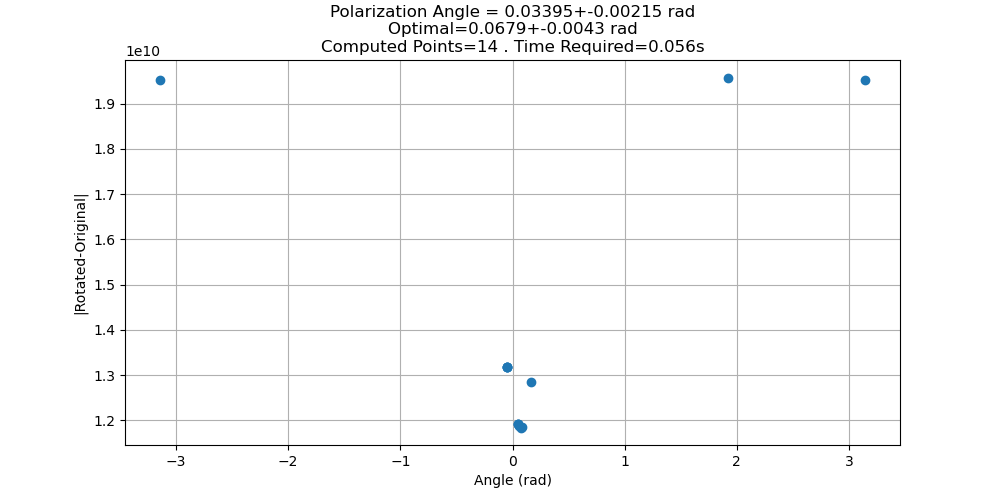 Polarization Angle = 0.03395+-0.00215 rad
Optimal=0.0679+-0.0043 rad
Computed Points=14 . Time Required=0.056s
1e10
1.9
1.8
1.7
1.6
1.5
1.4
1.3
1.2
|Rotated-Original|
−3
−2
−1
0
1
2
3
Angle (rad)